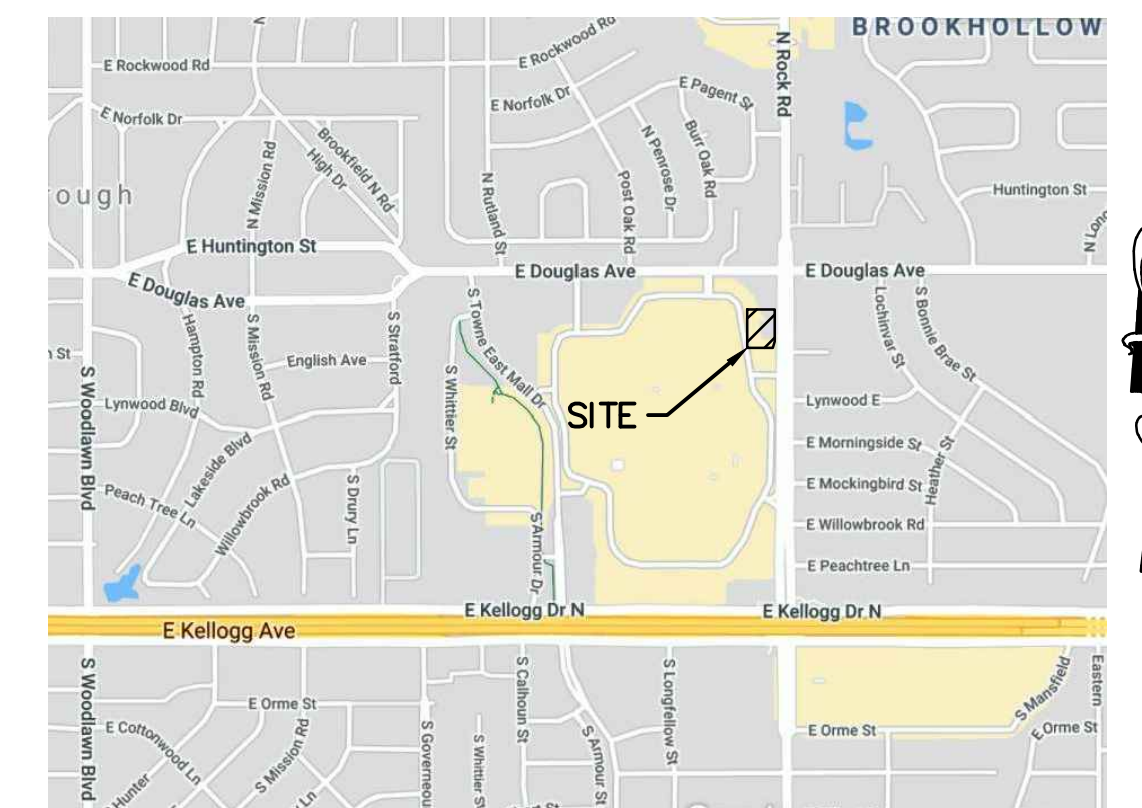 BROOKHOLLOW
N Rock Rd
E Rockwood Rd
E Rockwood Rd
E Norfolk Dr
E Norfolk Dr
E Pagent St
Brookfield N Rd
High Dr
N Mission Rd
N Penrose Dr
Burr Oak Rd
Post Oak Rd
N Rutland St
ough
Huntington St
N Long
E Huntington St
E Douglas Ave
E Douglas Ave
E Douglas Ave
Hampton Rd
S Mission Rd
S Stratford
S Towne East Mall Dr
Lochinvar St
S Bonnie Brae St
n St
English Ave
S Woodlawn Blvd
S Whittier St
Lynwood Blvd
Lynwood E
SITE
Lakeside Blvd
E Morningside St
Heather St
Peach Tree Ln
Willowbrook Rd
S Drury Ln
E Mockingbird St
S Armour Dr
E Willowbrook Rd
E Peachtree Ln
E Kellogg Dr N
E Kellogg Dr N
E Kellogg Ave
S Woodlawn Blvd
S Calhoun St
S Longfellow St
S Mansfield
Eastern
E Orme St
E Cottonwood Ln
S Mission Rd
S Governeou
S Whittier S
S Armour St
E Orme St
E Orme St
Hunter
Ln